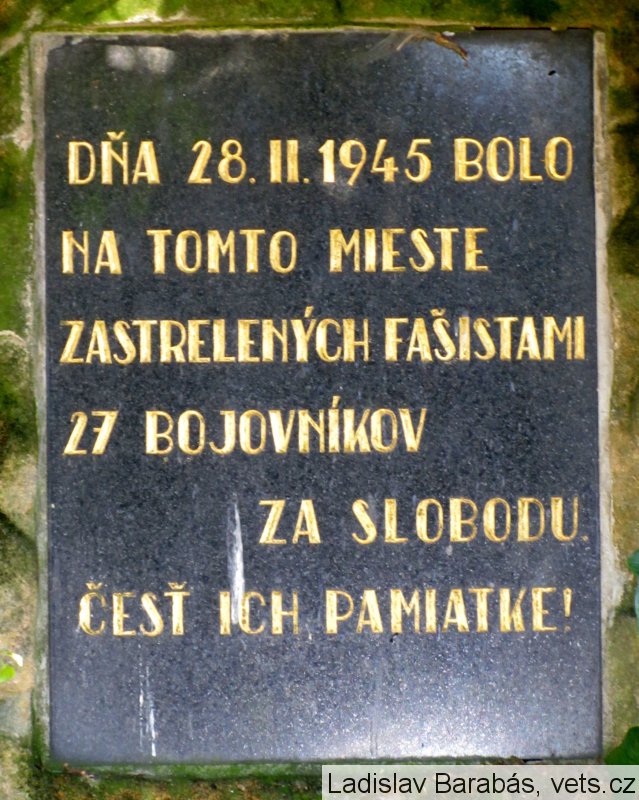 DŇA 28. II. 1945 BOLO
NA TOMTO MIESTE
ZASTRELENÝCH FAŠISTAMI
27 BOJOVNÍKOV
ZA SLOBODU.
ČESŤ ICH PAMIATKE!
Ladislav Barabás, vets.cz